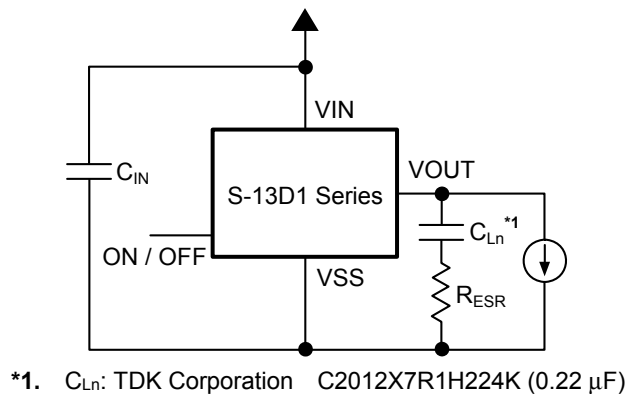 VIN
C_IN
S-13D1 Series
VOUT
C_Ln *1
ON / OFF
VSS
R_ESR
*1. C_Ln: TDK Corporation C2012X7R1H224K (0.22 μF)